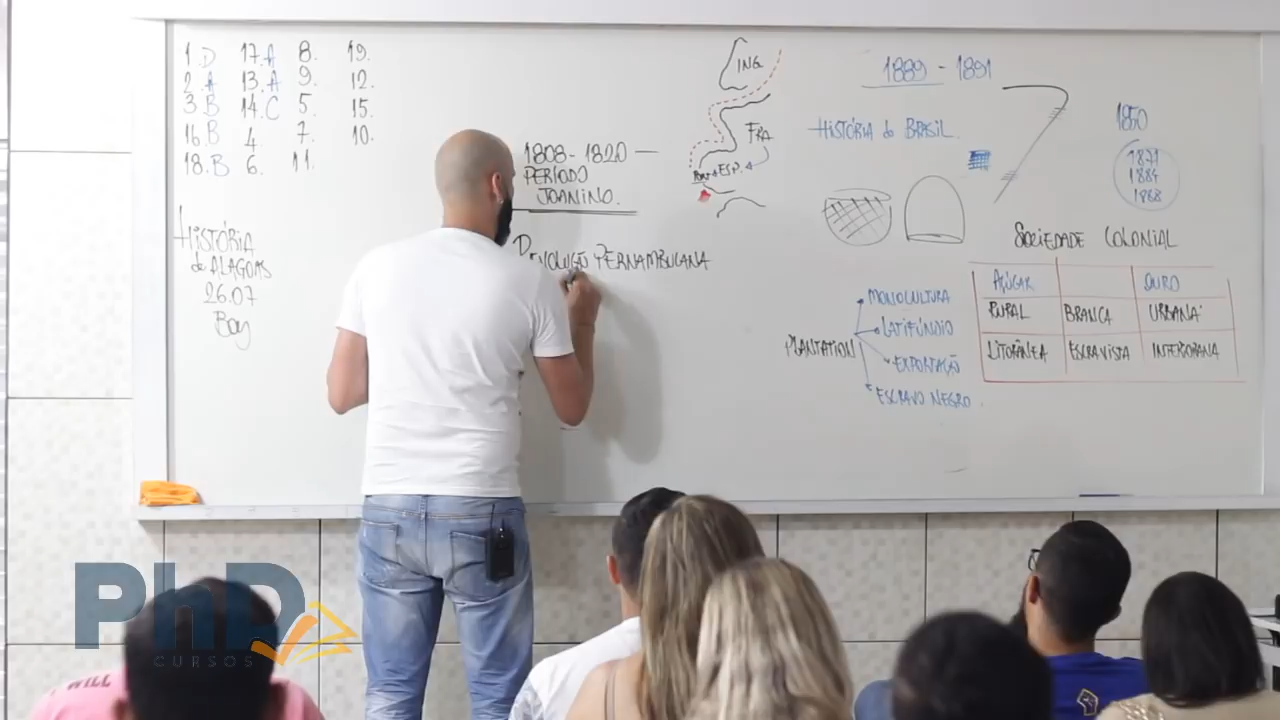 1. D
2. A
3 B
16. B
18. B
17. A
13. A
14. C
4
6.
8.
9.
5.
7.
11.
19.
12.
15.
10.
HISTÓRIA
de ALAGOAS
26.07
Boy
1808 - 1820 —
PERÍODO
JOANINO.
REVOLUÇÃO PERNAMBUCANA
ING
FRA
ESP.
1889 - 1891
HISTÓRIA do BRASIL.
1850
1871
1884
1888
PLANTATION
MONOCULTURA
LATIFÚNDIO
EXPORTAÇÃO
ESCRAVO NEGRO.
SOCIEDADE COLONIAL
AÇÚCAR OURO
RURAL BRANCA URBANA
LITORÂNEA ESCRAVISTA INTERIORANA
PhD
CURSOS
WILL